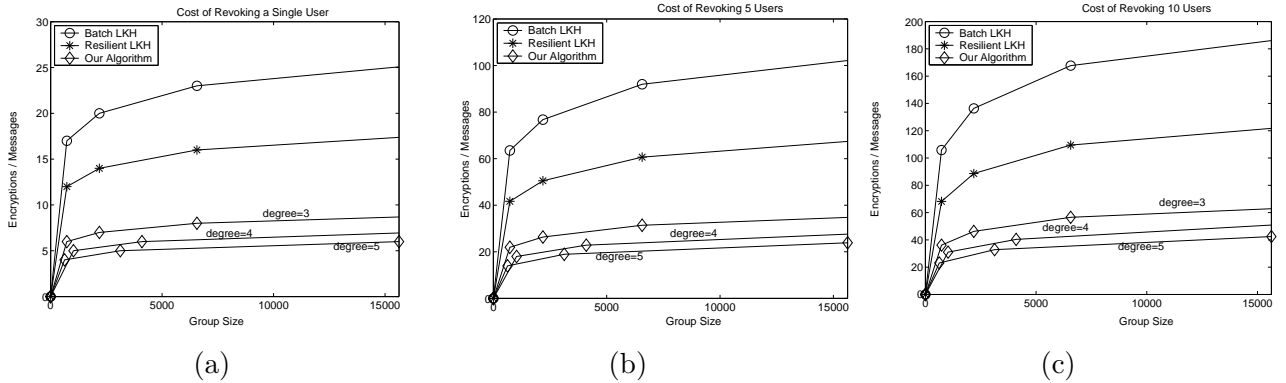 Cost of Revoking a Single User
30
25
20
15
10
5
0
0
5000
10000
15000
Group Size
Encryptions / Messages
Batch LKH
Resilient LKH
Our Algorithm
degree=3
degree=4
degree=5
(a)
Cost of Revoking 5 Users
120
100
80
60
40
20
0
0
5000
10000
15000
Group Size
Encryptions / Messages
Batch LKH
Resilient LKH
Our Algorithm
degree=4
degree=5
(b)
Cost of Revoking 10 Users
200
180
160
140
120
100
80
60
40
20
0
0
5000
10000
15000
Group Size
Encryptions / Messages
Batch LKH
Resilient LKH
Our Algorithm
degree=3
degree=4
degree=5
(c)